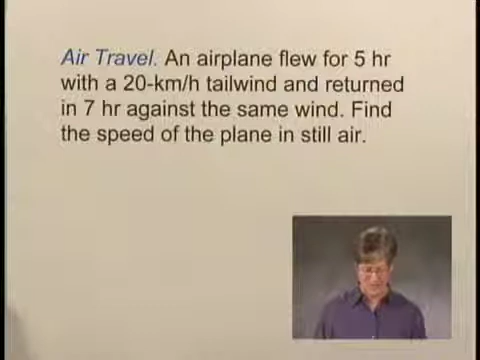 Air Travel. An airplane flew for 5 hr
with a 20-km/h tailwind and returned
in 7 hr against the same wind. Find
the speed of the plane in still air.